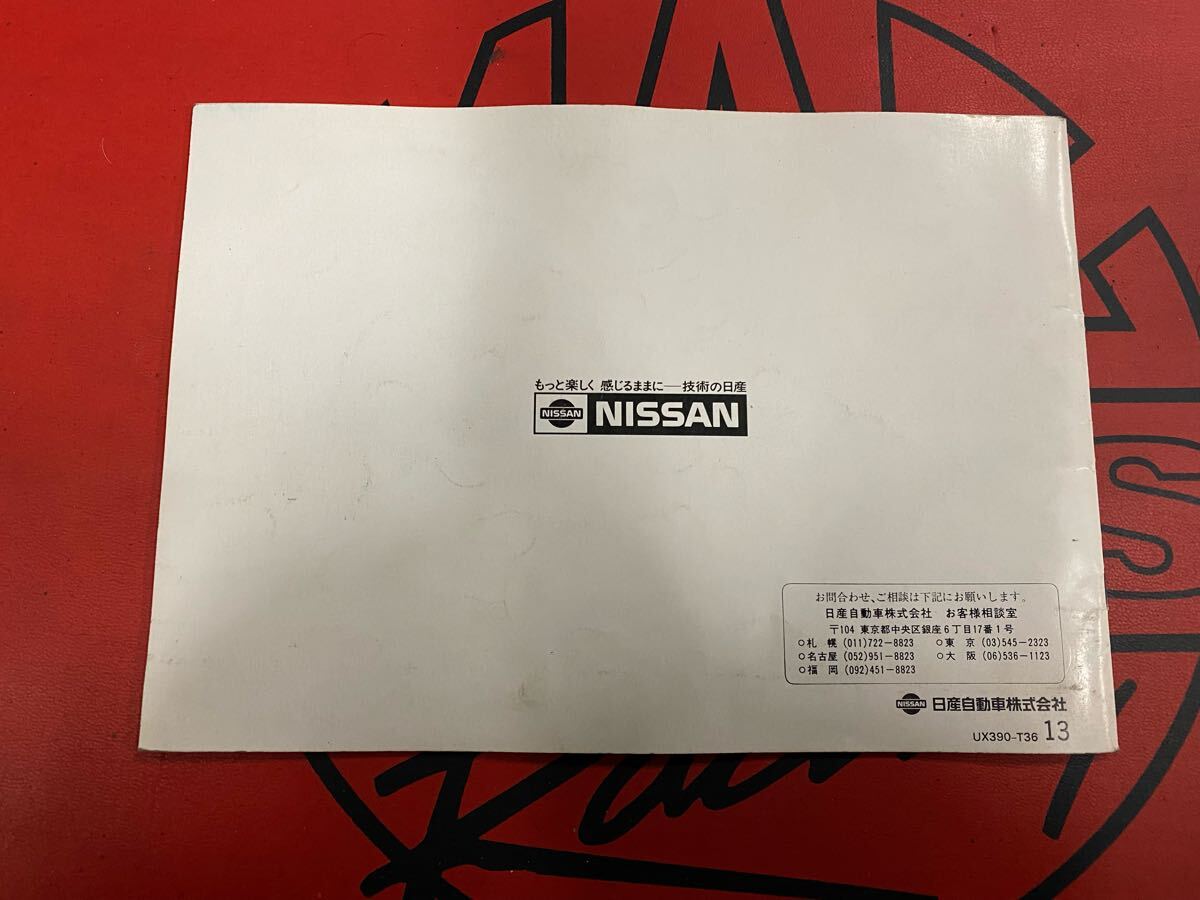 もっと楽しく 感じるままに―技術の日産
NISSAN NISSAN
お問合わせ、ご相談は下記にお願いします。
日産自動車株式会社 お客様相談室
〒104 東京都中央区銀座6丁目17番1号
○札 幌 (011)722-8823 ○東 京 (03)545-2323
○名古屋 (052)951-8823 ○大 阪 (06)536-1123
○福 岡 (092)451-8823
NISSAN 日産自動車株式会社
UX390-T36 13